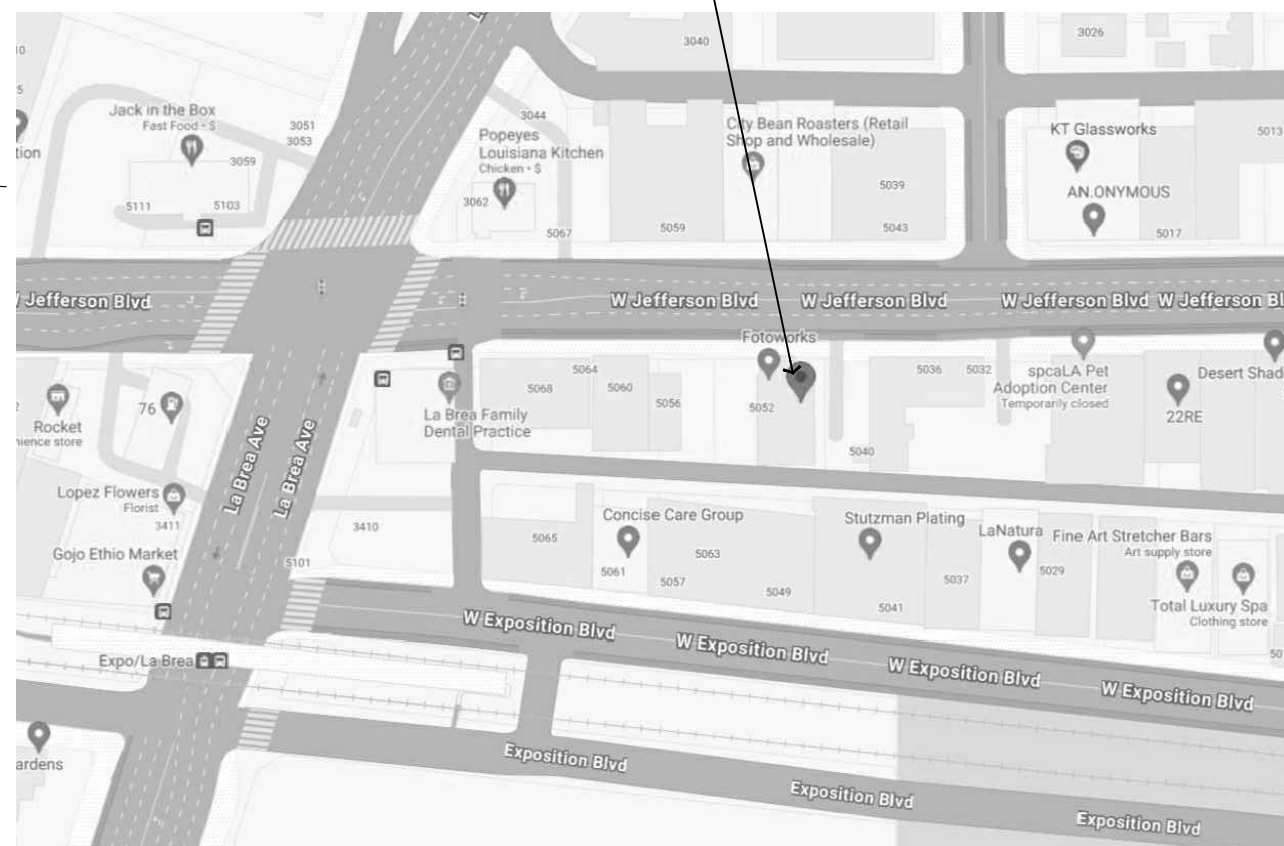 3040
3026
Jack in the Box
Fast Food • $
3051
3053
3059
5111
5103
3044
Popeyes
Louisiana Kitchen
Chicken • $
3062
5067
City Bean Roasters (Retail
Shop and Wholesale)
5039
5059
5043
KT Glassworks
5013
AN.ONYMOUS
5017
W Jefferson Blvd
W Jefferson Blvd
W Jefferson Blvd
W Jefferson Blvd
Fotoworks
5064
5068
5060
5056
5052
5036
5032
5040
spcaLA Pet
Adoption Center
Temporarily closed
22RE
Desert Shad
Rocket
nience store
76
La Brea Family
Dental Practice
La Brea Ave
La Brea Ave
Lopez Flowers
Florist
3411
3410
Gojo Ethio Market
5101
5065
Concise Care Group
5061
5063
5057
5049
Stutzman Plating
5041
5037
LaNatura
5029
Fine Art Stretcher Bars
Art supply store
Total Luxury Spa
Clothing store
W Exposition Blvd
W Exposition Blvd
W Exposition Blvd
W Exposition Blvd
Expo/La Brea
ardens
Exposition Blvd
Exposition Blvd
Exposition Blvd